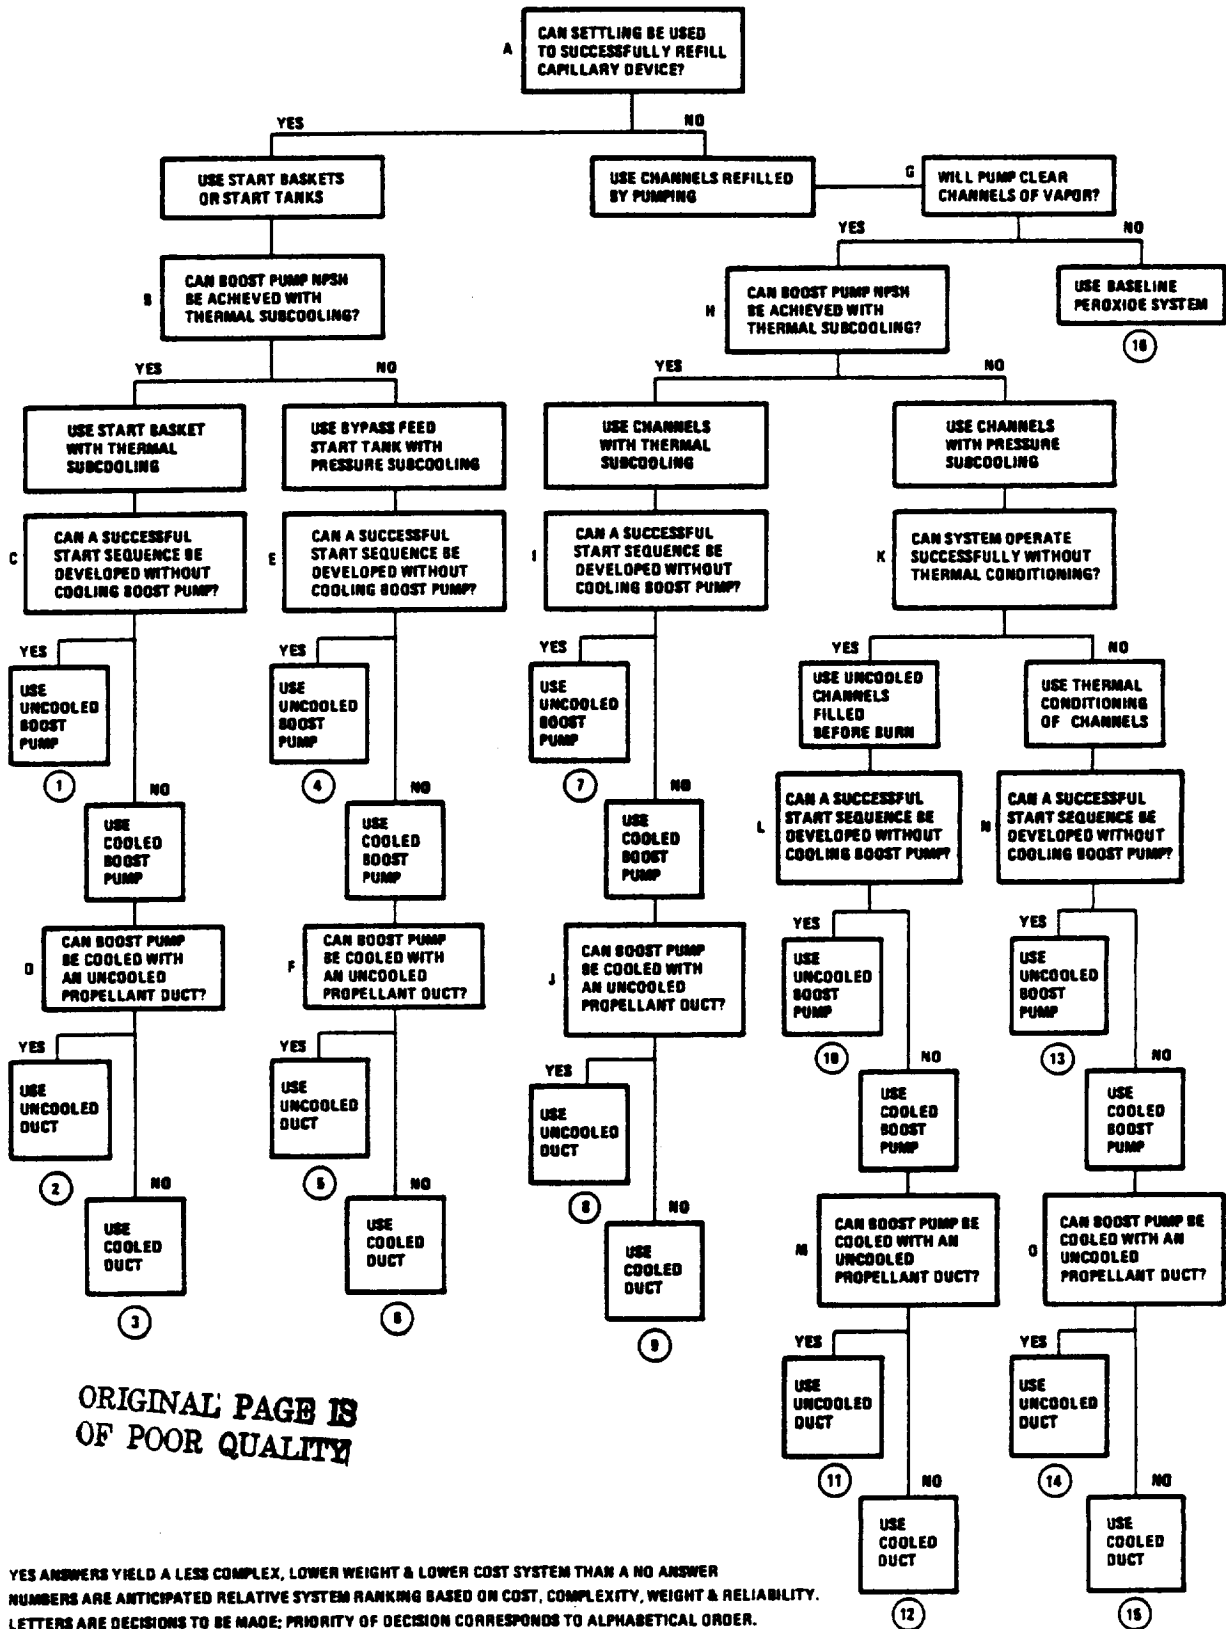 A
CAN SETTLING BE USED
TO SUCCESSFULLY REFILL
CAPILLARY DEVICE?
YES
NO
USE START BASKETS
OR START TANKS
USE CHANNELS REFILLED
BY PUMPING
G
WILL PUMP CLEAR
CHANNELS OF VAPOR?
YES
NO
B
CAN BOOST PUMP NPSH
BE ACHIEVED WITH
THERMAL SUBCOOLING?
H
CAN BOOST PUMP NPSH
BE ACHIEVED WITH
THERMAL SUBCOOLING?
USE BASELINE
PEROXIDE SYSTEM
16
YES
NO
YES
NO
USE START BASKET
WITH THERMAL
SUBCOOLING
USE BYPASS FEED
START TANK WITH
PRESSURE SUBCOOLING
USE CHANNELS
WITH THERMAL
SUBCOOLING
USE CHANNELS
WITH PRESSURE
SUBCOOLING
C
CAN A SUCCESSFUL
START SEQUENCE BE
DEVELOPED WITHOUT
COOLING BOOST PUMP?
E
CAN A SUCCESSFUL
START SEQUENCE BE
DEVELOPED WITHOUT
COOLING BOOST PUMP?
I
CAN A SUCCESSFUL
START SEQUENCE BE
DEVELOPED WITHOUT
COOLING BOOST PUMP?
K
CAN SYSTEM OPERATE
SUCCESSFULLY WITHOUT
THERMAL CONDITIONING?
YES
USE
UNCOOLED
BOOST
PUMP
1
YES
USE
UNCOOLED
BOOST
PUMP
4
YES
USE
UNCOOLED
BOOST
PUMP
7
YES
USE UNCOOLED
CHANNELS
FILLED
BEFORE BURN
NO
USE THERMAL
CONDITIONING
OF CHANNELS
NO
USE
COOLED
BOOST
PUMP
NO
USE
COOLED
BOOST
PUMP
NO
USE
COOLED
BOOST
PUMP
L
CAN A SUCCESSFUL
START SEQUENCE BE
DEVELOPED WITHOUT
COOLING BOOST PUMP?
N
CAN A SUCCESSFUL
START SEQUENCE BE
DEVELOPED WITHOUT
COOLING BOOST PUMP?
D
CAN BOOST PUMP
BE COOLED WITH
AN UNCOOLED
PROPELLANT DUCT?
F
CAN BOOST PUMP
BE COOLED WITH
AN UNCOOLED
PROPELLANT DUCT?
J
CAN BOOST PUMP
BE COOLED WITH
AN UNCOOLED
PROPELLANT DUCT?
YES
USE
UNCOOLED
BOOST
PUMP
10
YES
USE
UNCOOLED
BOOST
PUMP
13
YES
USE
UNCOOLED
DUCT
2
YES
USE
UNCOOLED
DUCT
5
YES
USE
UNCOOLED
DUCT
8
NO
USE
COOLED
BOOST
PUMP
NO
USE
COOLED
BOOST
PUMP
NO
USE
COOLED
DUCT
3
NO
USE
COOLED
DUCT
6
NO
USE
COOLED
DUCT
9
M
CAN BOOST PUMP BE
COOLED WITH AN
UNCOOLED
PROPELLANT DUCT?
O
CAN BOOST PUMP BE
COOLED WITH AN
UNCOOLED
PROPELLANT DUCT?
YES
USE
UNCOOLED
DUCT
11
YES
USE
UNCOOLED
DUCT
14
NO
USE
COOLED
DUCT
12
NO
USE
COOLED
DUCT
15
ORIGINAL PAGE IS
OF POOR QUALITY
YES ANSWERS YIELD A LESS COMPLEX, LOWER WEIGHT & LOWER COST SYSTEM THAN A NO ANSWER
NUMBERS ARE ANTICIPATED RELATIVE SYSTEM RANKING BASED ON COST, COMPLEXITY, WEIGHT & RELIABILITY.
LETTERS ARE DECISIONS TO BE MADE; PRIORITY OF DECISION CORRESPONDS TO ALPHABETICAL ORDER.